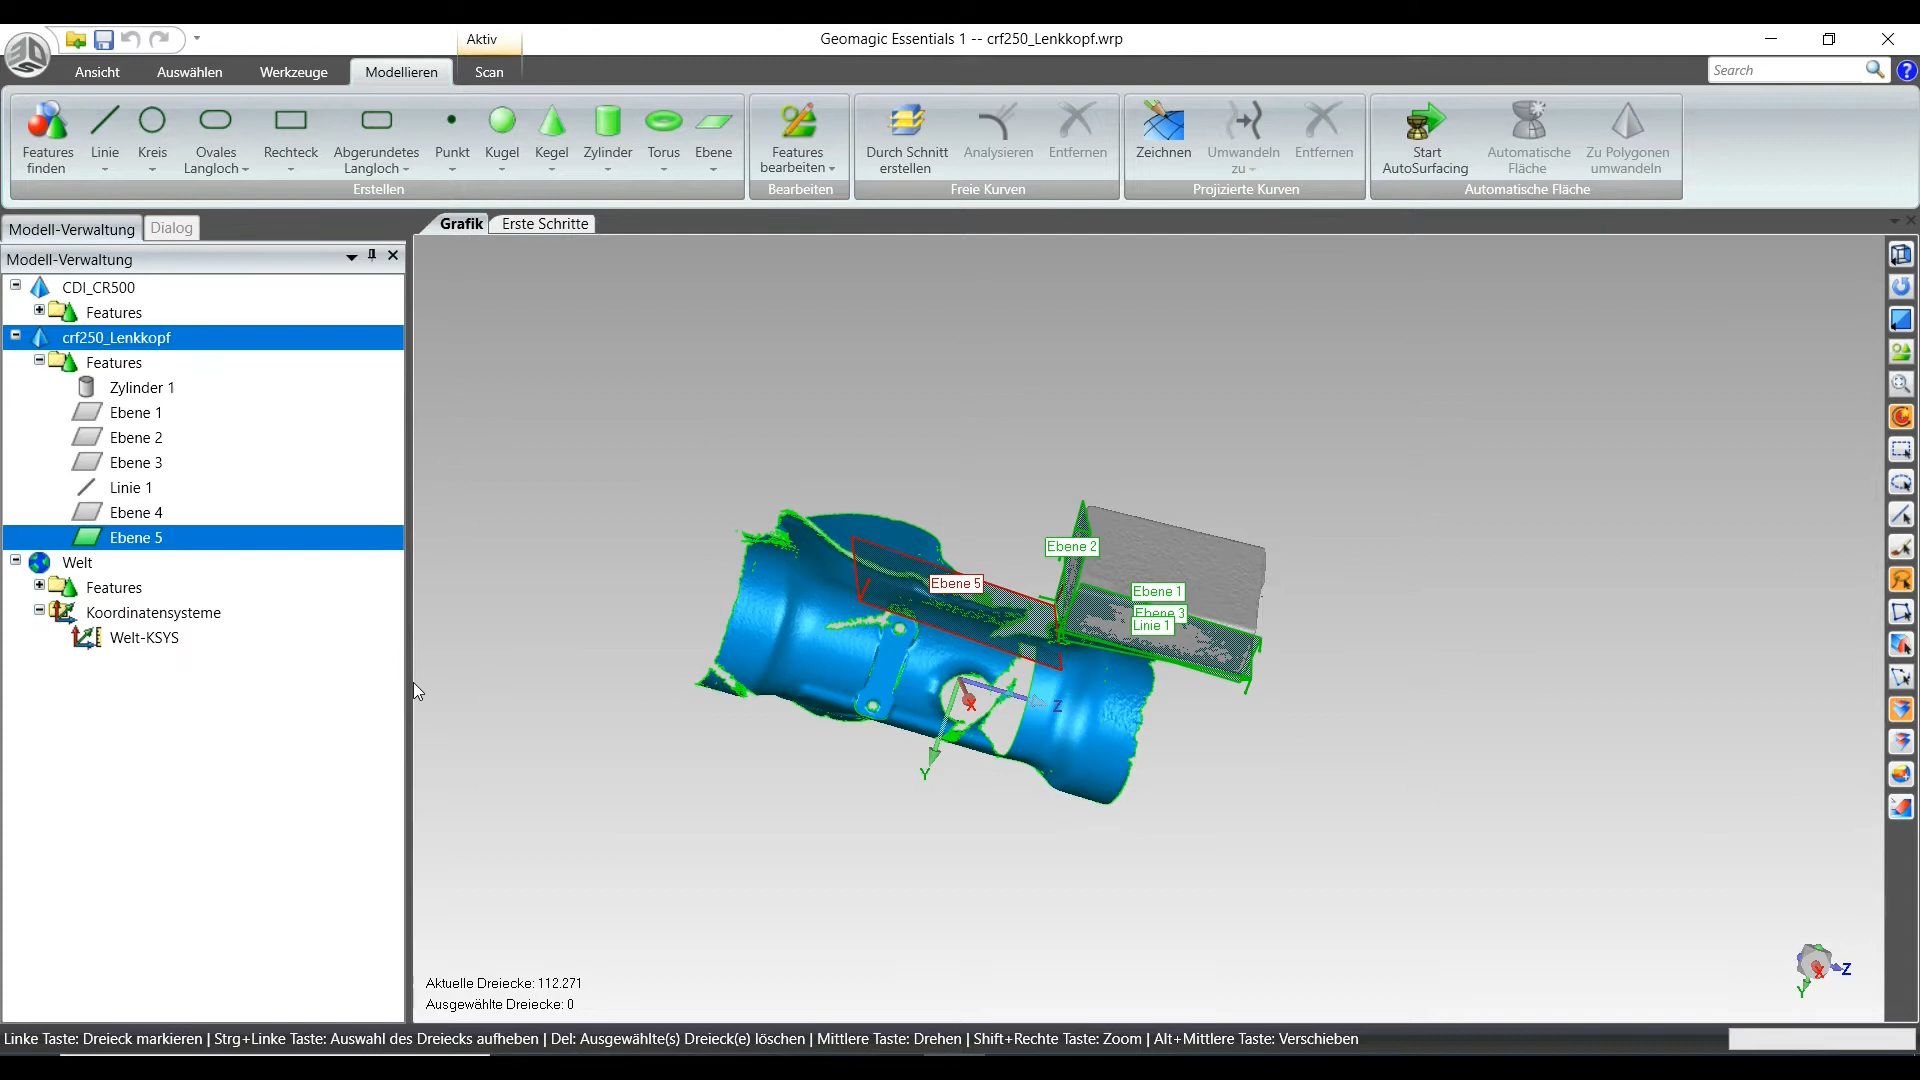 Aktiv
Geomagic Essentials 1 -- crf250_Lenkkopf.wrp
Ansicht
Auswählen
Werkzeuge
Modellieren
Scan
Search
Features finden
Linie
Kreis
Ovales Langloch
Rechteck
Abgerundetes Langloch
Punkt
Kugel
Kegel
Zylinder
Torus
Ebene
Erstellen
Features bearbeiten
Bearbeiten
Durch Schnitt erstellen
Analysieren
Entfernen
Freie Kurven
Zeichnen
Umwandeln zu
Entfernen
Projizierte Kurven
Start AutoSurfacing
Automatische Fläche
Zu Polygonen umwandeln
Automatische Fläche
Modell-Verwaltung
Dialog
Grafik
Erste Schritte
Modell-Verwaltung
CDI_CR500
Features
crf250_Lenkkopf
Features
Zylinder 1
Ebene 1
Ebene 2
Ebene 3
Linie 1
Ebene 4
Ebene 5
Welt
Features
Koordinatensysteme
Welt-KSYS
Ebene 2
Ebene 5
Ebene 1
Ebene 3
Linie 1
X
Z
Y
X
Z
Y
Aktuelle Dreiecke: 112.271
Ausgewählte Dreiecke: 0
Linke Taste: Dreieck markieren | Strg+Linke Taste: Auswahl des Dreiecks aufheben | Del: Ausgewählte(s) Dreieck(e) löschen | Mittlere Taste: Drehen | Shift+Rechte Taste: Zoom | Alt+Mittlere Taste: Verschieben